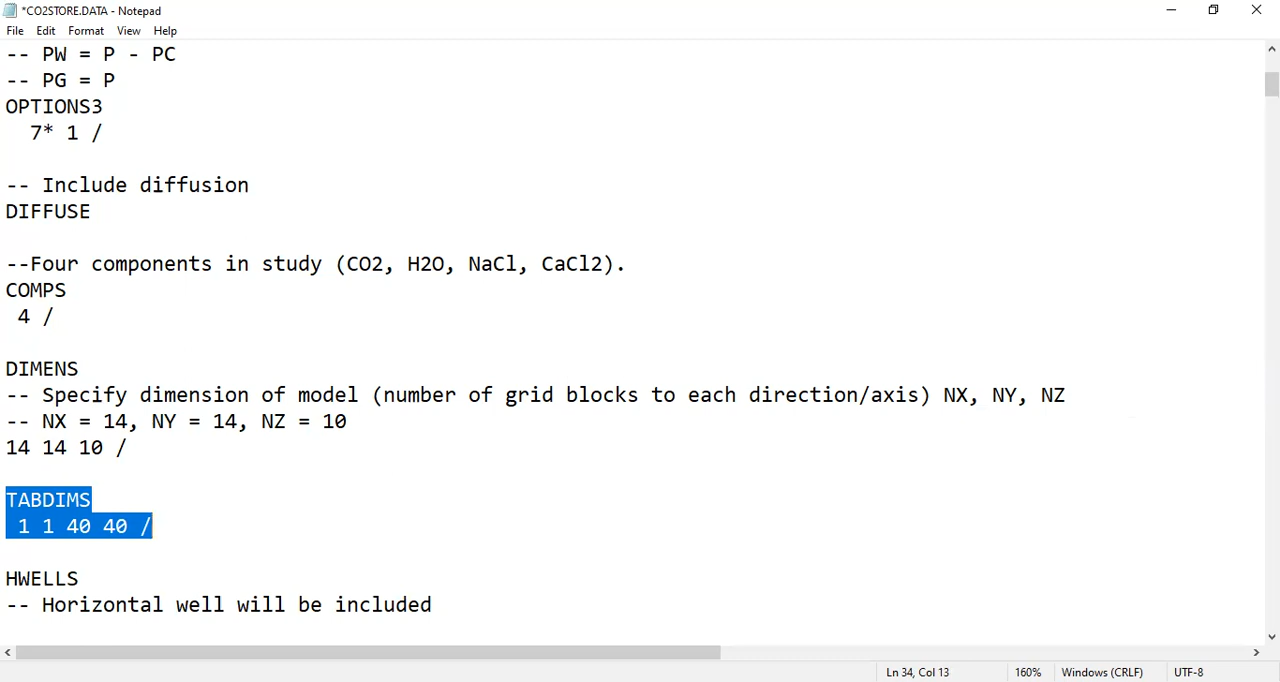 *CO2STORE.DATA - Notepad
File Edit Format View Help
-- PW = P - PC
-- PG = P
OPTIONS3
7* 1 /
-- Include diffusion
DIFFUSE
--Four components in study (CO2, H2O, NaCl, CaCl2).
COMPS
4 /
DIMENS
-- Specify dimension of model (number of grid blocks to each direction/axis) NX, NY, NZ
-- NX = 14, NY = 14, NZ = 10
14 14 10 /
TABDIMS
1 1 40 40 /
HWELLS
-- Horizontal well will be included
Ln 34, Col 13 160% Windows (CRLF) UTF-8